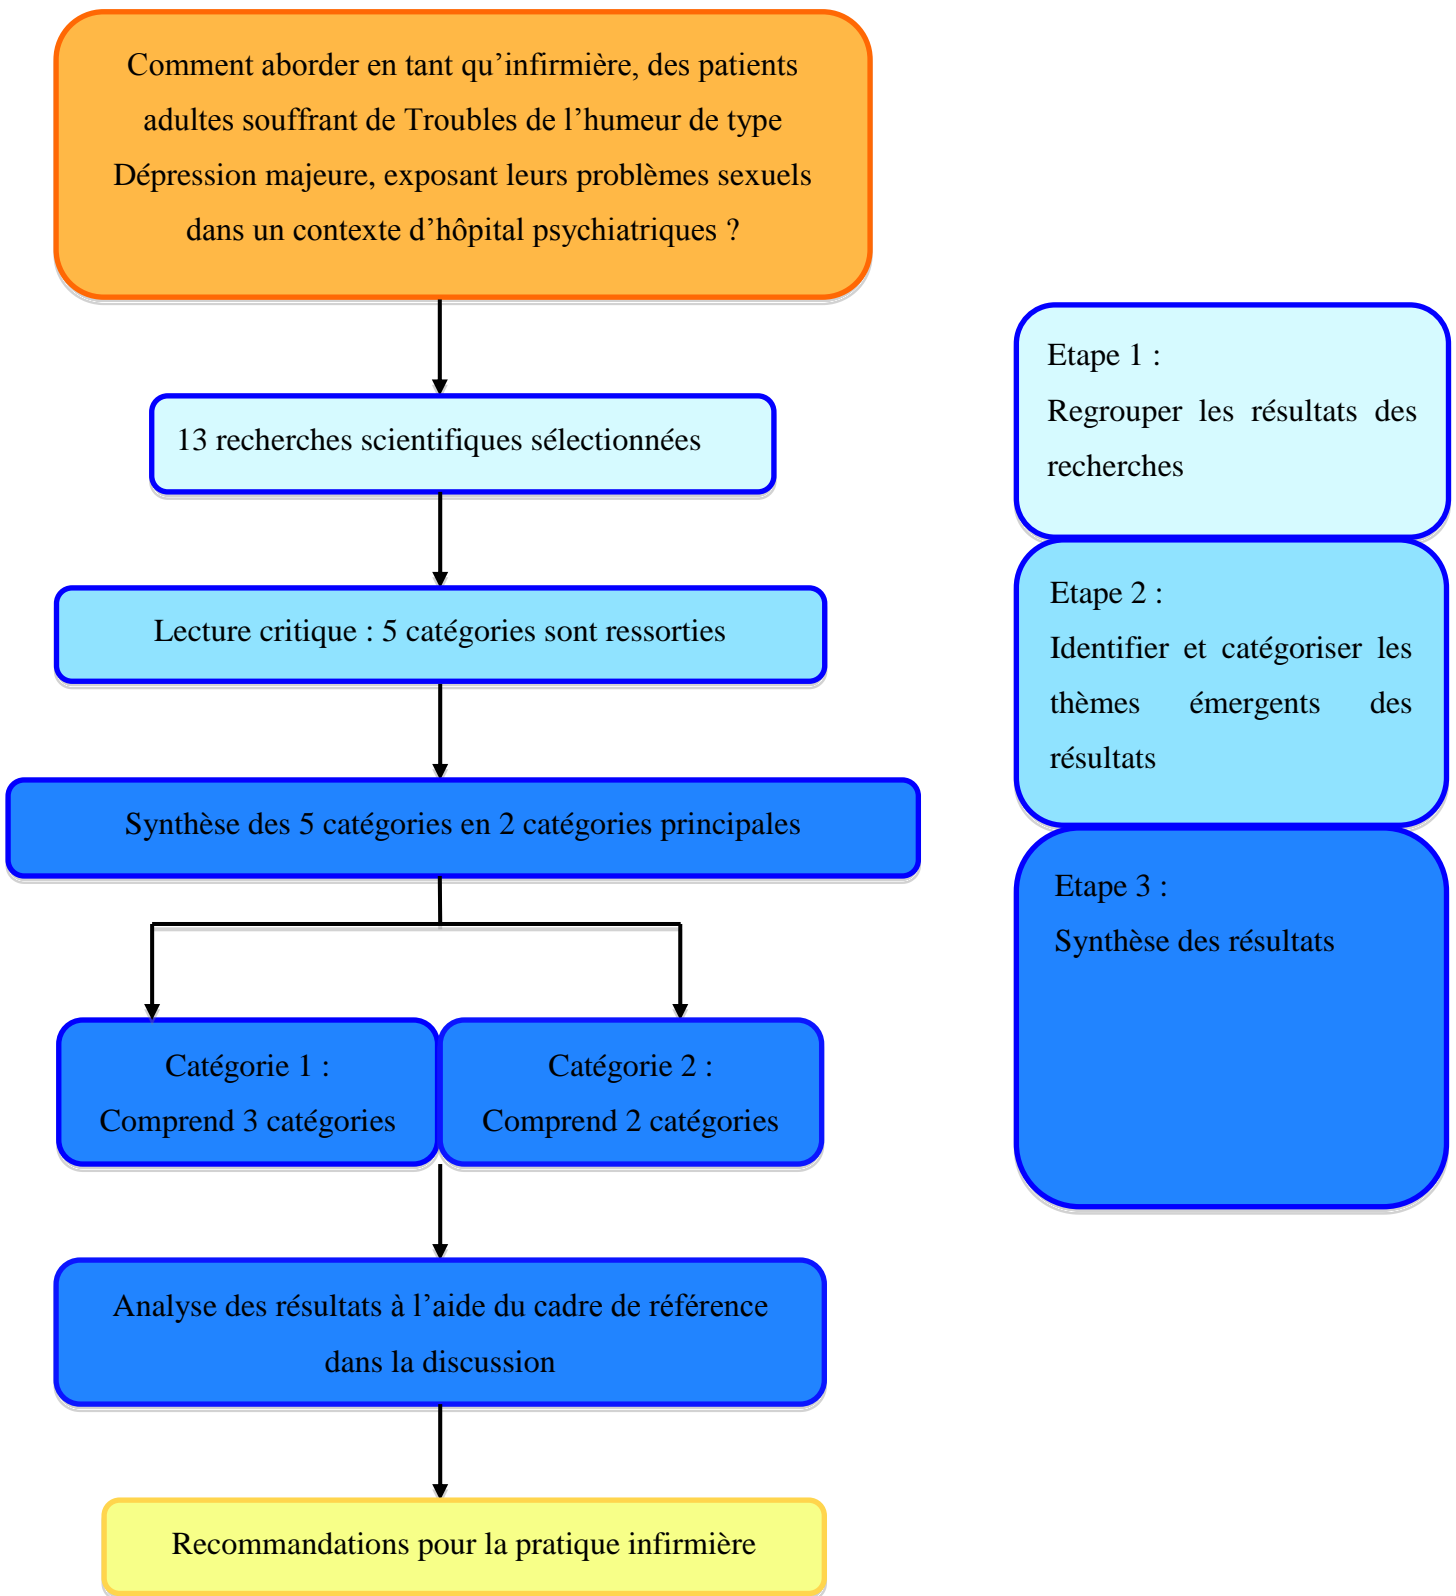 Comment aborder en tant qu’infirmière, des patients
adultes souffrant de Troubles de l’humeur de type
Dépression majeure, exposant leurs problèmes sexuels
dans un contexte d’hôpital psychiatriques ?
13 recherches scientifiques sélectionnées
Lecture critique : 5 catégories sont ressorties
Synthèse des 5 catégories en 2 catégories principales
Catégorie 1 :
Comprend 3 catégories
Catégorie 2 :
Comprend 2 catégories
Analyse des résultats à l’aide du cadre de référence
dans la discussion
Recommandations pour la pratique infirmière
Etape 1 :
Regrouper les résultats des
recherches
Etape 2 :
Identifier et catégoriser les
thèmes émergents des
résultats
Etape 3 :
Synthèse des résultats